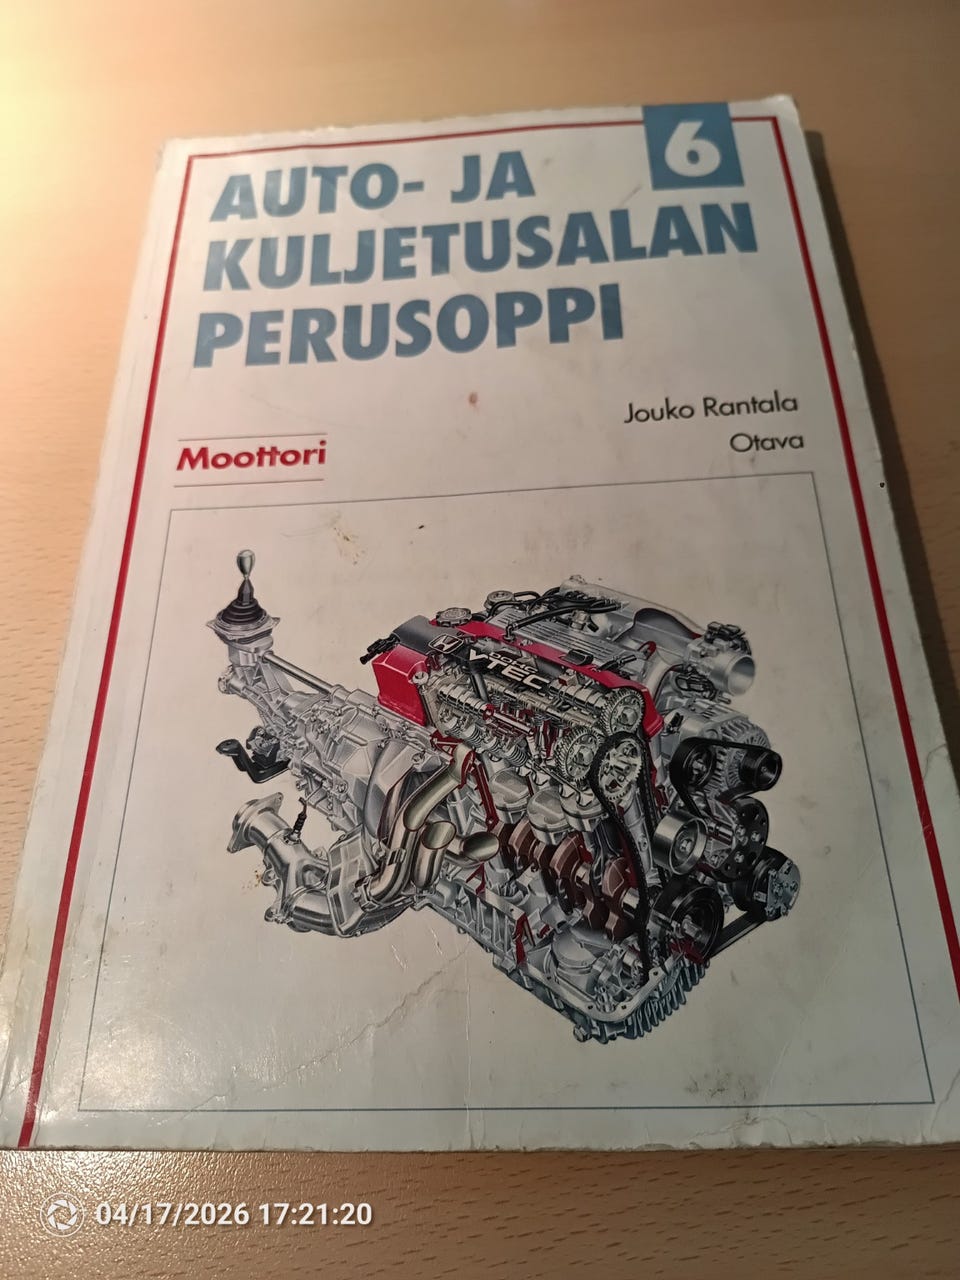 6
AUTO- JA
KULJETUSALAN
PERUSOPPI
Jouko Rantala
Otava
Moottori
VTEC
04/17/2026 17:21:20